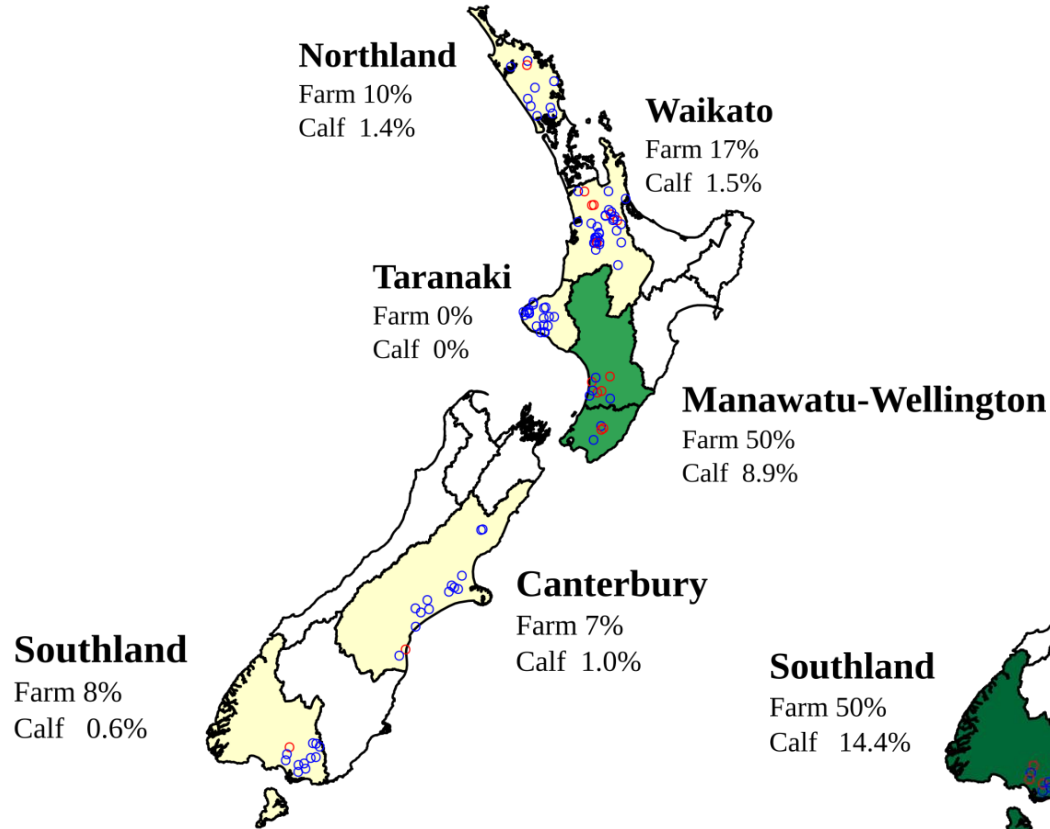 Northland
Farm 10%
Calf 1.4%
Waikato
Farm 17%
Calf 1.5%
Taranaki
Farm 0%
Calf 0%
Manawatu-Wellington
Farm 50%
Calf 8.9%
Canterbury
Farm 7%
Calf 1.0%
Southland
Farm 8%
Calf 0.6%
Southland
Farm 50%
Calf 14.4%